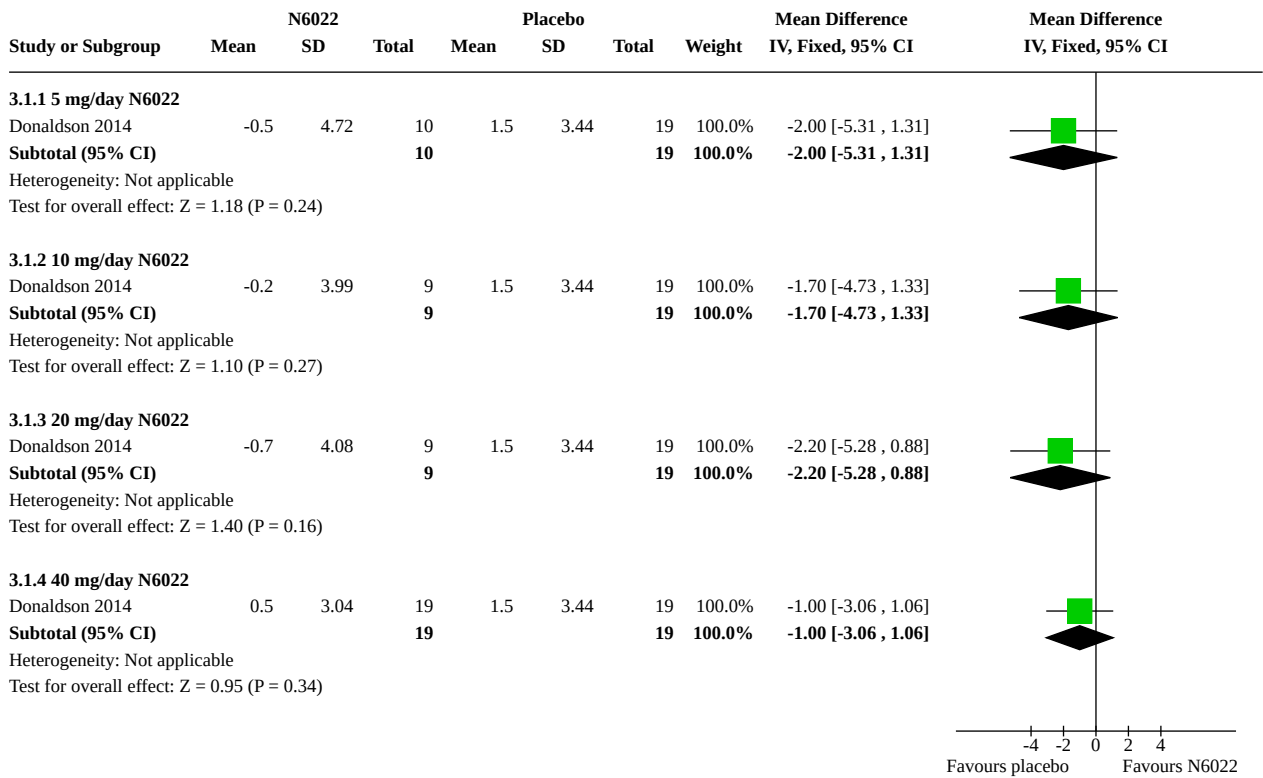 N6022 Placebo Mean Difference Mean Difference
Study or Subgroup Mean SD Total Mean SD Total Weight IV, Fixed, 95% CI IV, Fixed, 95% CI
3.1.1 5 mg/day N6022
Donaldson 2014 -0.5 4.72 10 1.5 3.44 19 100.0% -2.00 [-5.31 , 1.31]
Subtotal (95% CI) 10 19 100.0% -2.00 [-5.31 , 1.31]
Heterogeneity: Not applicable
Test for overall effect: Z = 1.18 (P = 0.24)
3.1.2 10 mg/day N6022
Donaldson 2014 -0.2 3.99 9 1.5 3.44 19 100.0% -1.70 [-4.73 , 1.33]
Subtotal (95% CI) 9 19 100.0% -1.70 [-4.73 , 1.33]
Heterogeneity: Not applicable
Test for overall effect: Z = 1.10 (P = 0.27)
3.1.3 20 mg/day N6022
Donaldson 2014 -0.7 4.08 9 1.5 3.44 19 100.0% -2.20 [-5.28 , 0.88]
Subtotal (95% CI) 9 19 100.0% -2.20 [-5.28 , 0.88]
Heterogeneity: Not applicable
Test for overall effect: Z = 1.40 (P = 0.16)
3.1.4 40 mg/day N6022
Donaldson 2014 0.5 3.04 19 1.5 3.44 19 100.0% -1.00 [-3.06 , 1.06]
Subtotal (95% CI) 19 19 100.0% -1.00 [-3.06 , 1.06]
Heterogeneity: Not applicable
Test for overall effect: Z = 0.95 (P = 0.34)
-4 -2 0 2 4
Favours placebo Favours N6022